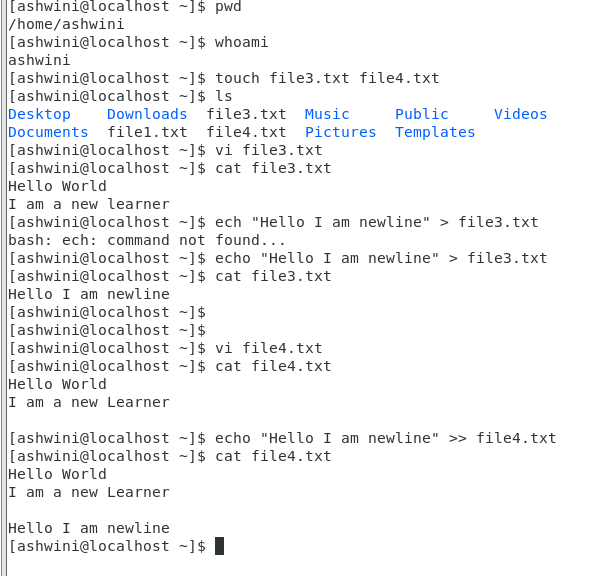 [ashwini@localhost ~]$ pwd
/home/ashwini
[ashwini@localhost ~]$ whoami
ashwini
[ashwini@localhost ~]$ touch file3.txt file4.txt
[ashwini@localhost ~]$ ls
Desktop    Downloads  file3.txt  Music     Public     Videos
Documents  file1.txt  file4.txt  Pictures  Templates
[ashwini@localhost ~]$ vi file3.txt
[ashwini@localhost ~]$ cat file3.txt
Hello World
I am a new learner
[ashwini@localhost ~]$ ech "Hello I am newline" > file3.txt
bash: ech: command not found...
[ashwini@localhost ~]$ echo "Hello I am newline" > file3.txt
[ashwini@localhost ~]$ cat file3.txt
Hello I am newline
[ashwini@localhost ~]$
[ashwini@localhost ~]$
[ashwini@localhost ~]$ vi file4.txt
[ashwini@localhost ~]$ cat file4.txt
Hello World
I am a new Learner

[ashwini@localhost ~]$ echo "Hello I am newline" >> file4.txt
[ashwini@localhost ~]$ cat file4.txt
Hello World
I am a new Learner

Hello I am newline
[ashwini@localhost ~]$